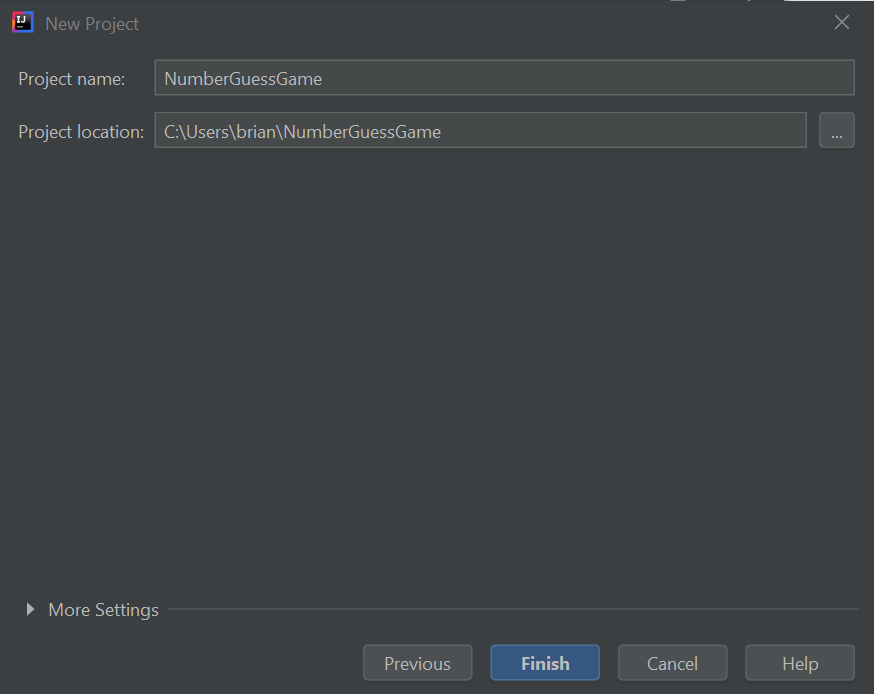 IJ New Project
Project name: NumberGuessGame
Project location: C:\Users\brian\NumberGuessGame ...
More Settings
Previous Finish Cancel Help